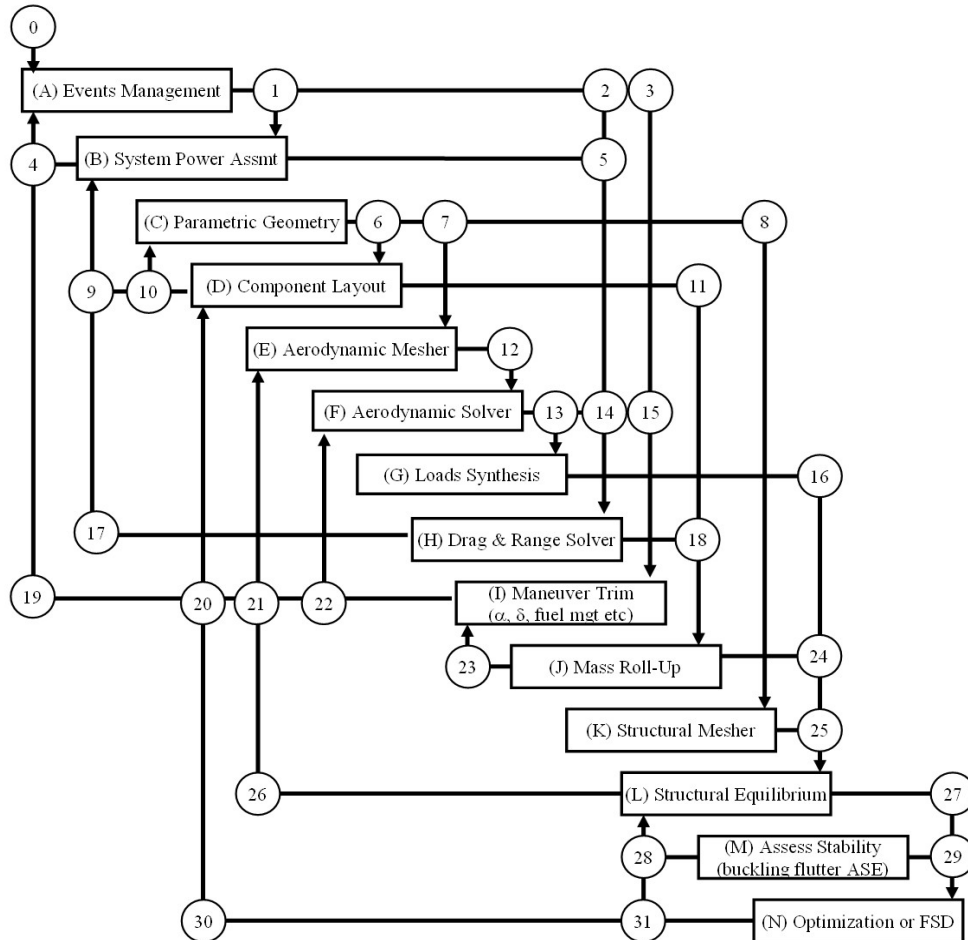 0
(A) Events Management 1 2 3
4 (B) System Power Assmt 5
(C) Parametric Geometry 6 7 8
9 10 (D) Component Layout 11
(E) Aerodynamic Mesher 12
(F) Aerodynamic Solver 13 14 15
(G) Loads Synthesis 16
17 (H) Drag & Range Solver 18
19 20 21 22 (I) Maneuver Trim
(α, δ, fuel mgt etc)
23 (J) Mass Roll-Up 24
(K) Structural Mesher 25
26 (L) Structural Equilibrium 27
28 (M) Assess Stability 29
(buckling flutter ASE)
30 31 (N) Optimization or FSD